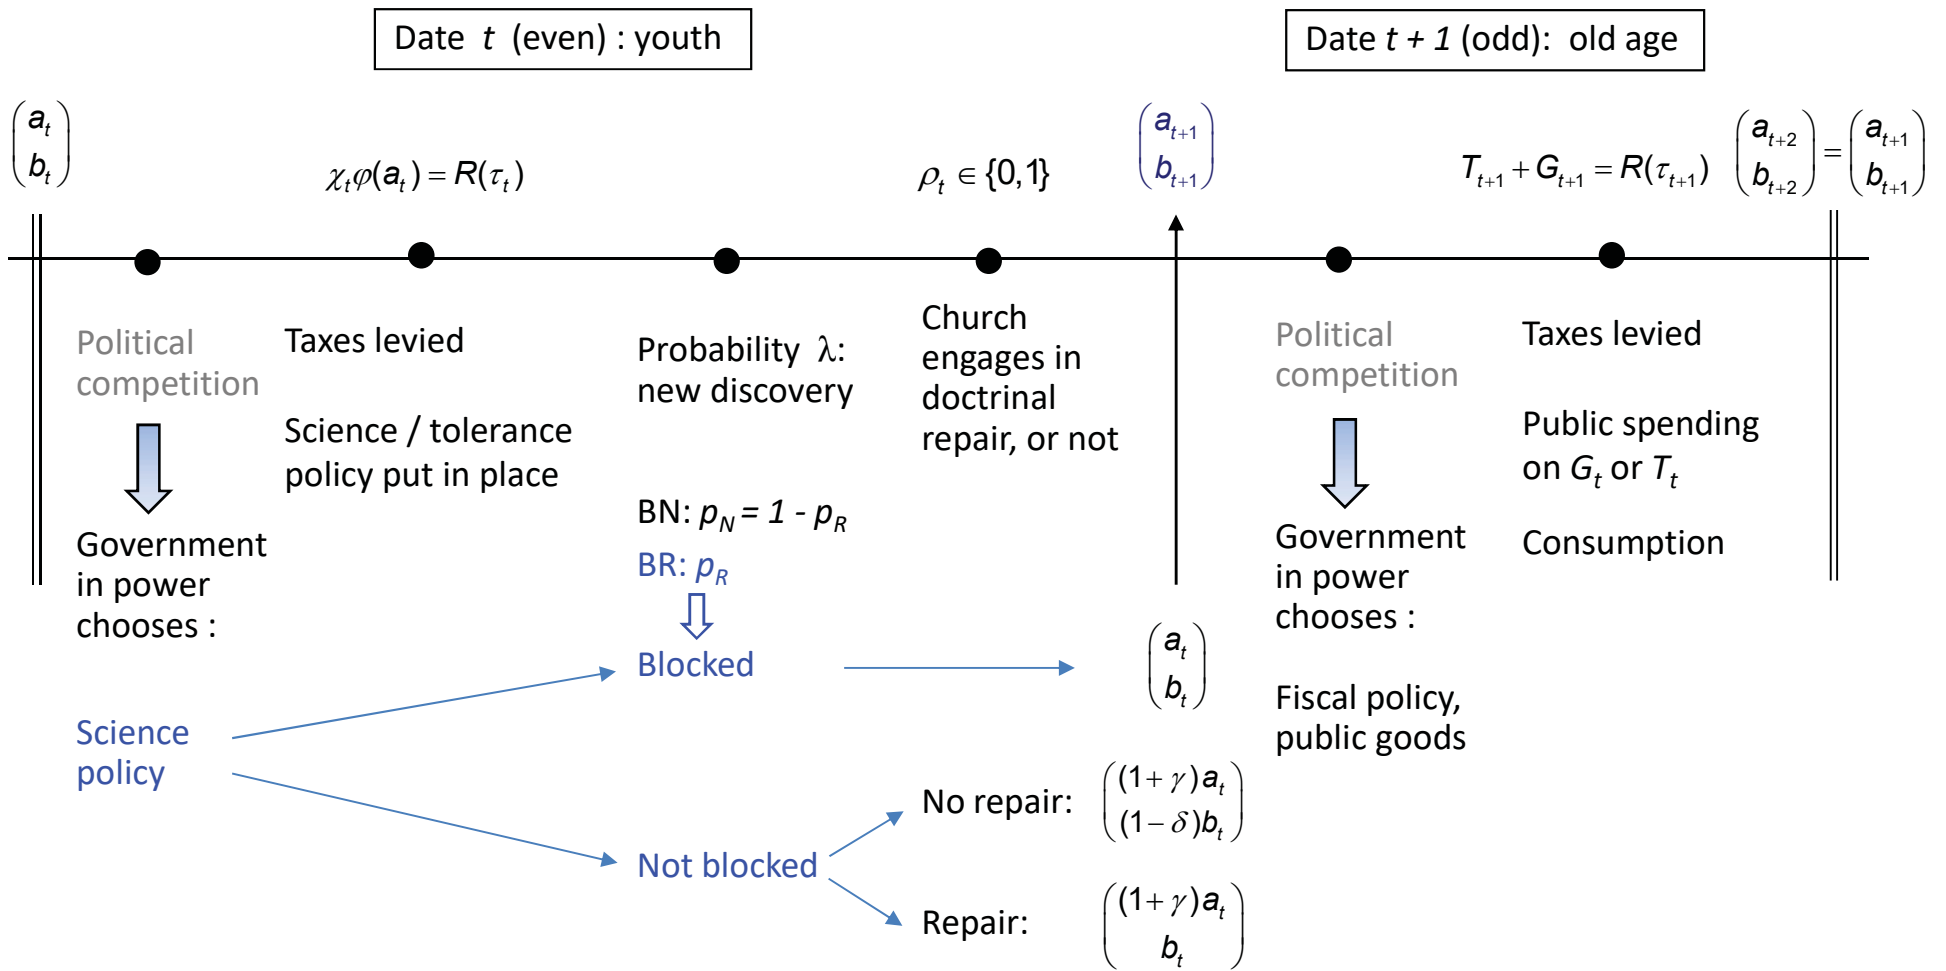 Date t (even) : youth
Date t + 1 (odd): old age
(a_t
b_t)
χ_tφ(a_t) = R(τ_t)
ρ_t ∈ {0,1}
(a_{t+1}
b_{t+1})
T_{t+1} + G_{t+1} = R(τ_{t+1})
(a_{t+2}
b_{t+2}) = (a_{t+1}
b_{t+1})
Political
competition
Government
in power
chooses :
Science
policy
Taxes levied
Science / tolerance
policy put in place
Probability λ:
new discovery
BN: p_N = 1 - p_R
BR: p_R
Blocked
Not blocked
Church
engages in
doctrinal
repair, or not
(a_t
b_t)
No repair:
((1+ γ)a_t
(1− δ)b_t)
Repair:
((1+ γ)a_t
b_t)
Political
competition
Government
in power
chooses :
Fiscal policy,
public goods
Taxes levied
Public spending
on G_t or T_t
Consumption